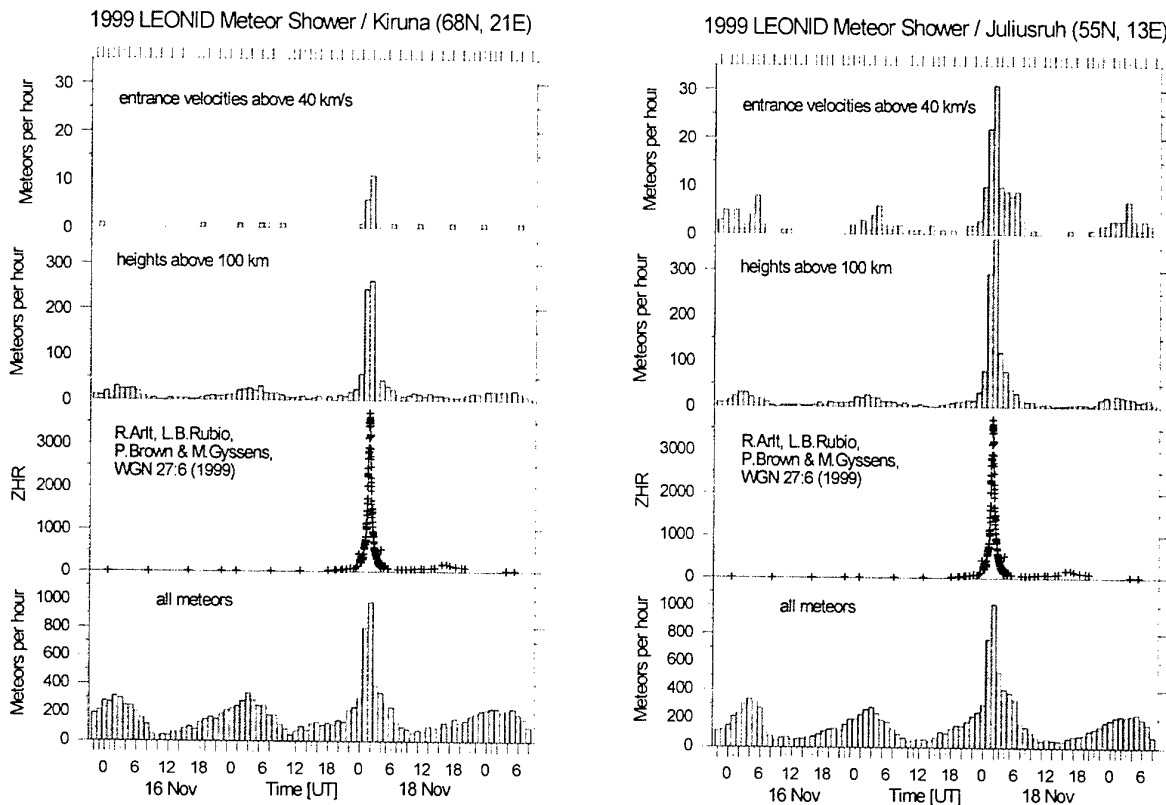 1999 LEONID Meteor Shower / Kiruna (68N, 21E)
Meteors per hour
30
20
10
0
entrance velocities above 40 km/s
Meteors per hour
300
200
100
0
heights above 100 km
ZHR
3000
2000
1000
0
R.Arlt, L.B.Rubio,
P.Brown & M.Gyssens,
WGN 27:6 (1999)
Meteors per hour
1000
800
600
400
200
0
all meteors
0 6 12 18 0 6 12 18 0 6 12 18 0 6
16 Nov Time [UT] 18 Nov
1999 LEONID Meteor Shower / Juliusruh (55N, 13E)
Meteors per hour
30
20
10
0
entrance velocities above 40 km/s
Meteors per hour
300
200
100
0
heights above 100 km
ZHR
3000
2000
1000
0
R.Arlt, L.B.Rubio,
P.Brown & M.Gyssens,
WGN 27:6 (1999)
Meteors per hour
1000
800
600
400
200
0
all meteors
0 6 12 18 0 6 12 18 0 6 12 18 0 6
16 Nov Time [UT] 18 Nov